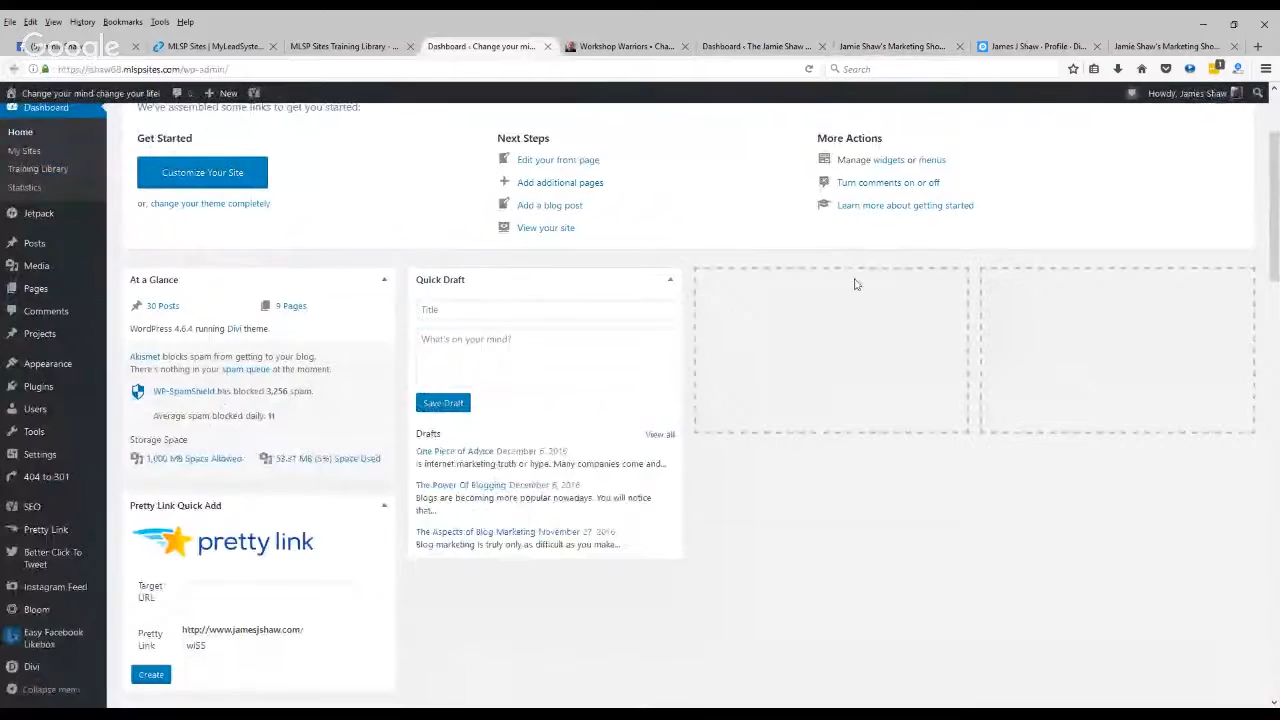 File Edit View History Bookmarks Tools Help
Google
MLSP Sites | MyLeadSyste...
MLSP Sites Training Library - ...
Dashboard ‹ Change your mi...
Workshop Warriors • Cha...
Dashboard ‹ The Jamie Shaw ...
Jamie Shaw's Marketing Sho...
James J Shaw - Profile - Di...
Jamie Shaw's Marketing Sho...
https://jshaw68.mlspsites.com/wp-admin/
Search
Change your mind change your life!
New
Howdy, James Shaw
Dashboard
Home
My Sites
Training Library
Statistics
Jetpack
Posts
Media
Pages
Comments
Projects
Appearance
Plugins
Users
Tools
Settings
404 to 301
SEO
Pretty Link
Better Click To
Tweet
Instagram Feed
Bloom
Easy Facebook
Likebox
Divi
Collapse menu
We've assembled some links to get you started:
Get Started
Customize Your Site
or, change your theme completely
Next Steps
Edit your front page
Add additional pages
Add a blog post
View your site
More Actions
Manage widgets or menus
Turn comments on or off
Learn more about getting started
At a Glance
30 Posts
9 Pages
WordPress 4.6.4 running Divi theme.
Akismet blocks spam from getting to your blog.
There's nothing in your spam queue at the moment.
WP-SpamShield has blocked 3,256 spam.
Average spam blocked daily: 11
Storage Space
1,000 MB Space Allowed
53.37 MB (5%) Space Used
Pretty Link Quick Add
pretty link
Target
URL
Pretty
Link
http://www.jamesjshaw.com/
wi55
Create
Quick Draft
Title
What's on your mind?
Save Draft
Drafts
View all
One Piece of Advice December 6, 2016
Is internet marketing truth or hype. Many companies come and...
The Power Of Blogging December 6, 2016
Blogs are becoming more popular nowadays. You will notice
that...
The Aspects of Blog Marketing November 27, 2016
Blog marketing is truly only as difficult as you make...